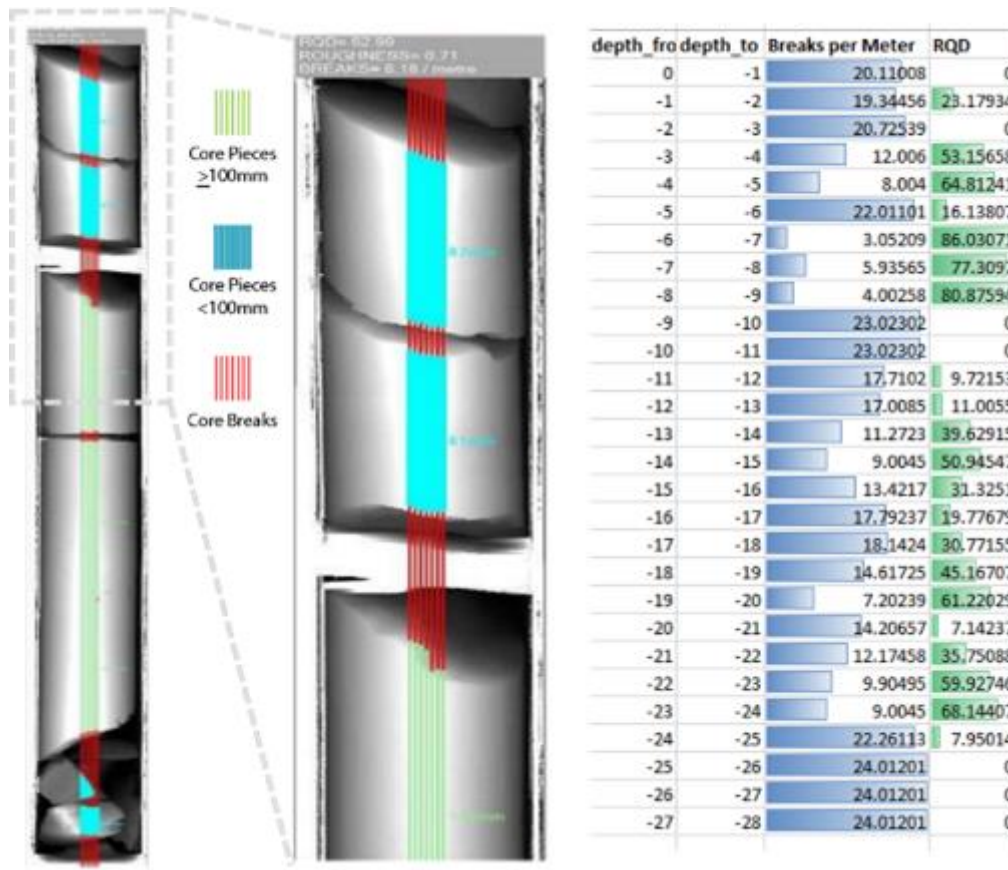 RQD= 62.99
ROUGHNESS= 0.71
BREAKS= 6.16 / metre
Core Pieces
≥100mm
Core Pieces
<100mm
Core Breaks
depth_fro depth_to Breaks per Meter RQD
0 -1 20.11008 0
-1 -2 19.34456 23.17934
-2 -3 20.72539 0
-3 -4 12.006 53.15658
-4 -5 8.004 64.81241
-5 -6 22.01101 16.13807
-6 -7 3.05209 86.03071
-7 -8 5.93565 77.3097
-8 -9 4.00258 80.87594
-9 -10 23.02302 0
-10 -11 23.02302 0
-11 -12 17.7102 9.72153
-12 -13 17.0085 11.0055
-13 -14 11.2723 39.62915
-14 -15 9.0045 50.94547
-15 -16 13.4217 31.3251
-16 -17 17.79237 19.77679
-17 -18 18.1424 30.77155
-18 -19 14.61725 45.16707
-19 -20 7.20239 61.22029
-20 -21 14.20657 7.14237
-21 -22 12.17458 35.75088
-22 -23 9.90495 59.92746
-23 -24 9.0045 68.14407
-24 -25 22.26113 7.95014
-25 -26 24.01201 0
-26 -27 24.01201 0
-27 -28 24.01201 0